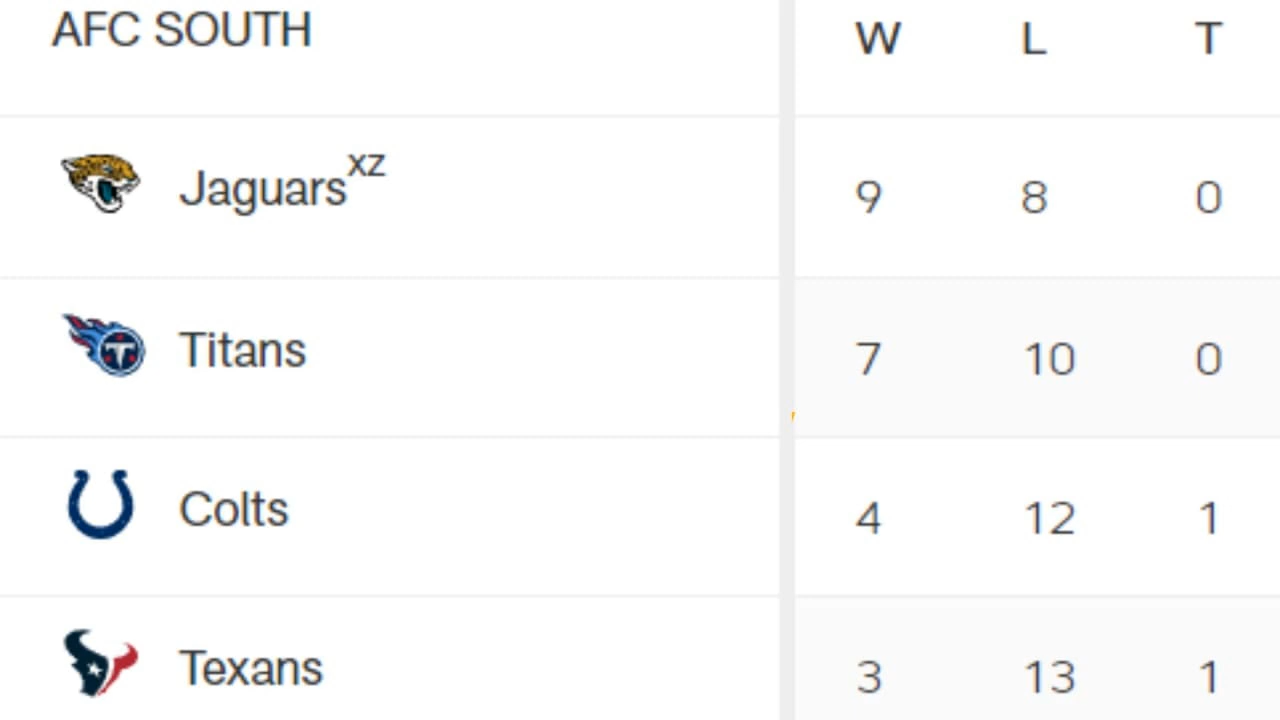 AFC SOUTH W L T
Jaguars xz 9 8 0
Titans 7 10 0
Colts 4 12 1
Texans 3 13 1